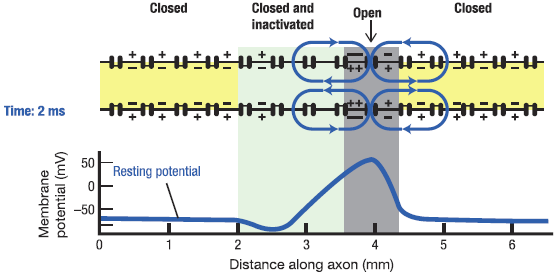 Closed
Closed and
inactivated
Open
Closed
Time: 2 ms
Membrane
potential (mV)
50
0
−50
Resting potential
0 1 2 3 4 5 6
Distance along axon (mm)